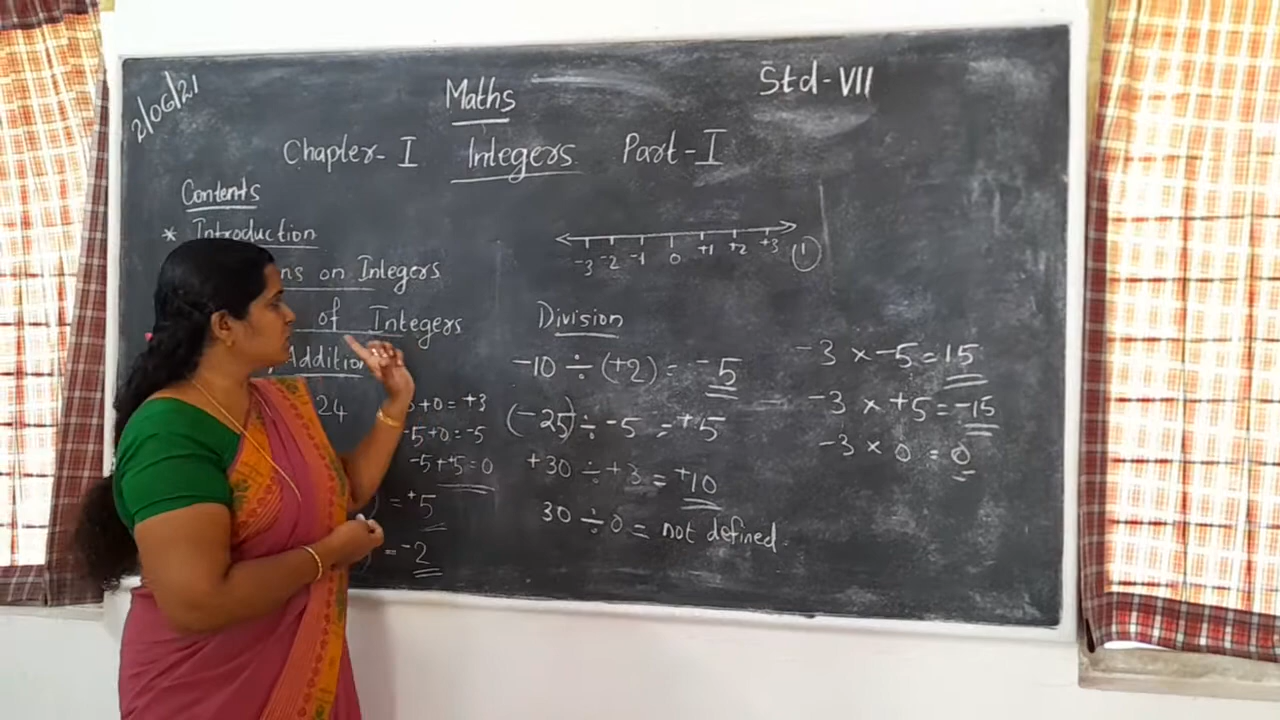 2/06/21
Maths
Std-VII
Chapter-I Integers Part-I
Contents
* Introduction
ns on Integers
of Integers
Addition
24
+0=+3
-5+0=-5
-5++5=0
=+5
=-2
-3 -2 -1 0 +1 +2 +3
1
Division
-10÷(+2)=-5
(-25)÷-5=+5
+30÷+3=+10
30÷0= not defined.
-3×-5=15
-3×+5=-15
-3×0=0